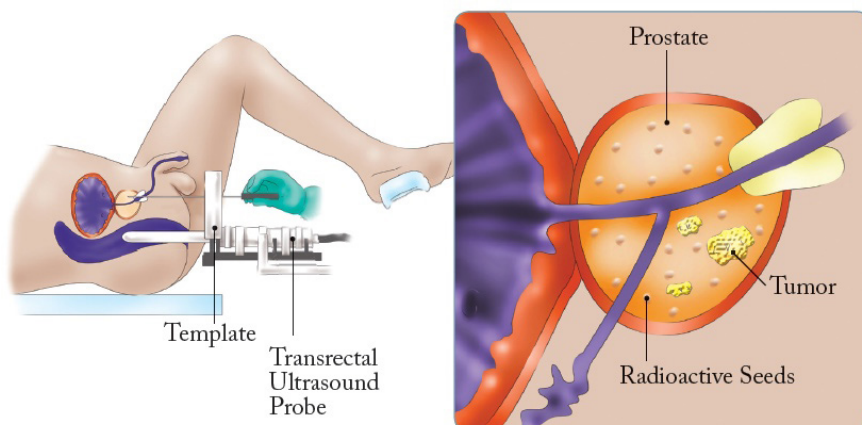 Template
Transrectal
Ultrasound
Probe
Prostate
Tumor
Radioactive Seeds